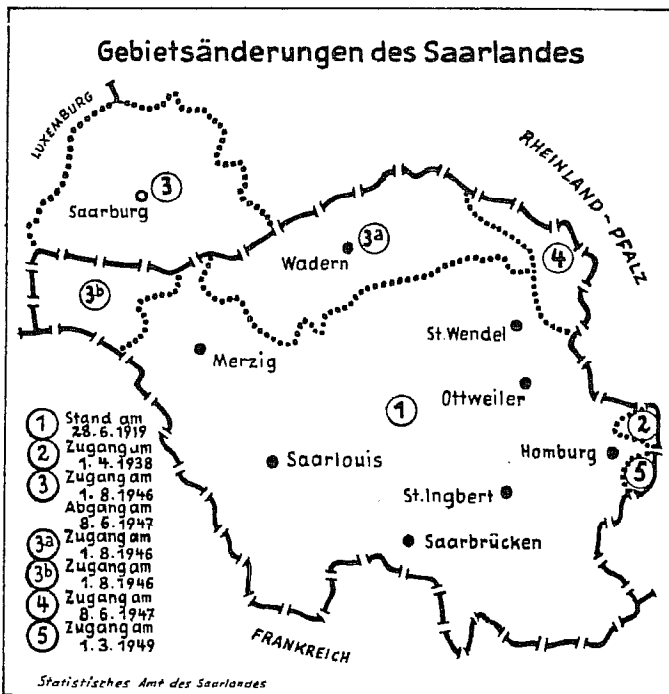 Gebietsänderungen des Saarlandes
LUXEMBURG
RHEINLAND-PFALZ
3
Saarburg
3a
Wadern
4
3b
St. Wendel
Merzig
Ottweiler
1
2
Homburg
5
Saarlouis
St. Ingbert
Saarbrücken
FRANKREICH
1 Stand am
28. 6. 1919
2 Zugang um
1. 4. 1938
3 Zugang am
1. 8. 1946
Abgang am
8. 6. 1947
3a Zugang am
1. 8. 1946
3b Zugang am
1. 8. 1946
4 Zugang am
8. 6. 1947
5 Zugang am
1. 3. 1949
Statistisches Amt des Saarlandes